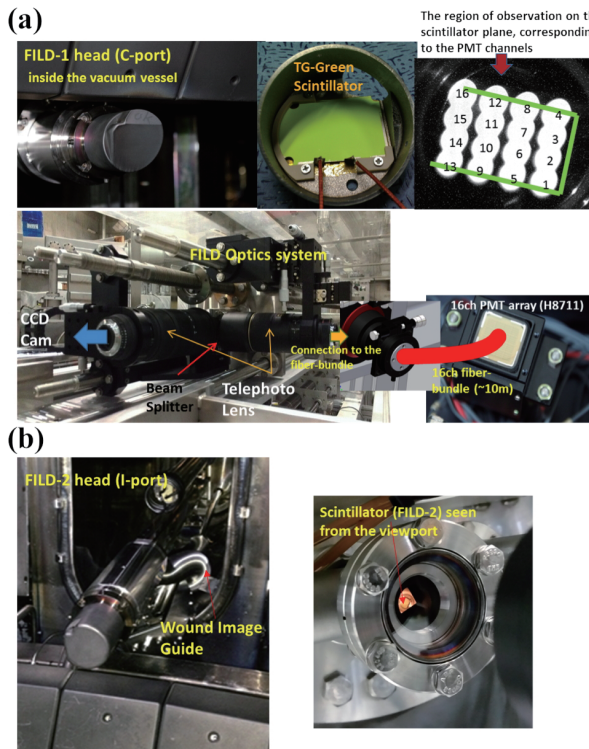 (a)
The region of observation on th
scintillator plane, correspondin
to the PMT channels
FILD-1 head (C-port)
inside the vacuum vessel
TG-Green
Scintillator
16
12
8
4
15
11
7
3
14
10
6
2
13
9
5
1
FILD Optics system
CCD
Cam
Beam
Splitter
Telephoto
Lens
Connection to the
fiber-bundle
16ch PMT array (H8711)
16ch fiber-
bundle (~10m)
(b)
FILD-2 head (I-port)
Wound Image
Guide
Scintillator (FILD-2) seen
from the viewport